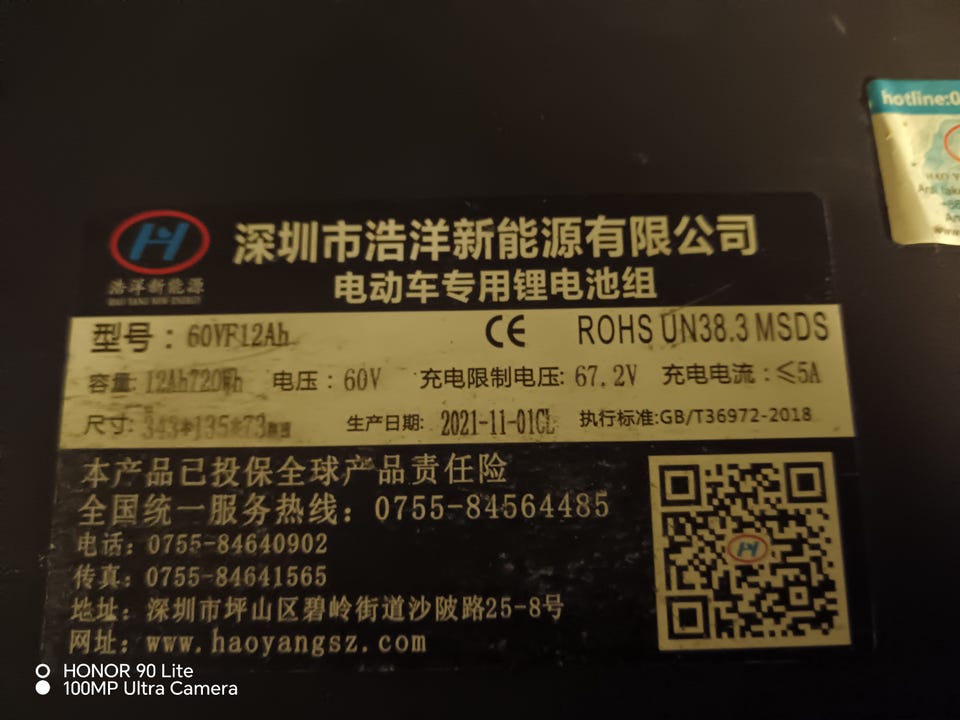 深圳市浩洋新能源有限公司
电动车专用锂电池组
浩洋新能源
HAO YANG NEW ENERGY
型号：60VF12Ah
CE ROHS UN38.3 MSDS
容量: 12Ah720Wh 电压：60V 充电限制电压: 67.2V 充电电流：≤5A
尺寸: 343*135*73 生产日期: 2021-11-01CL 执行标准:GB/T36972-2018
本产品已投保全球产品责任险
全国统一服务热线：0755-84564485
电话：0755-84640902
传真：0755-84641565
地址：深圳市坪山区碧岭街道沙陂路25-8号
网址：www.haoyangsz.com
hotline:0
HONOR 90 Lite
100MP Ultra Camera